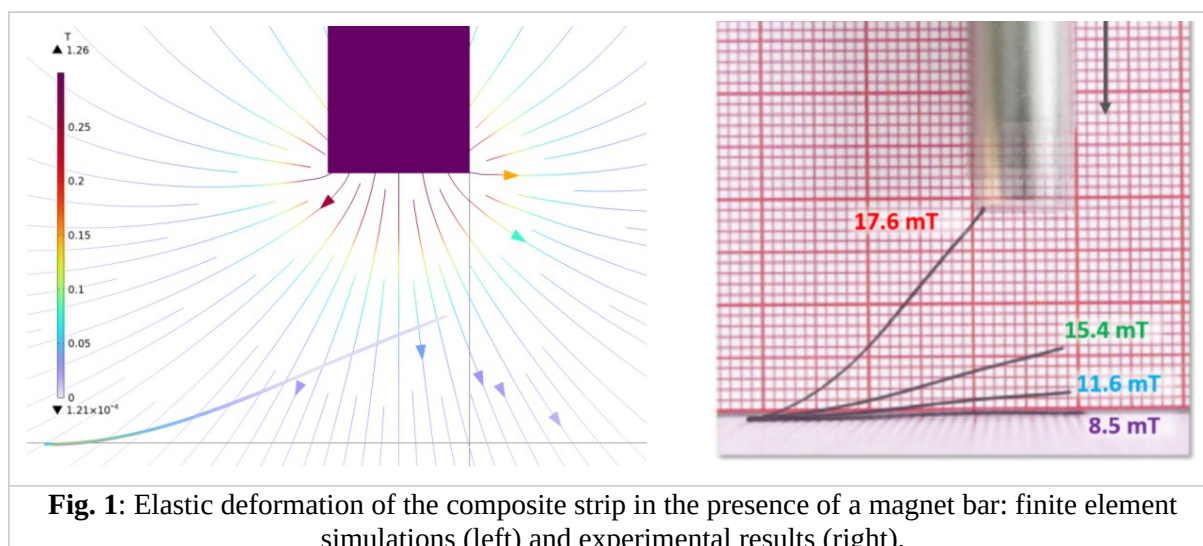 T
▲ 1.26
0.25
0.2
0.15
0.1
0.05
0
▼ 1.21×10⁻⁴
17.6 mT
15.4 mT
11.6 mT
8.5 mT
Fig. 1: Elastic deformation of the composite strip in the presence of a magnet bar: finite element
simulations (left) and experimental results (right).